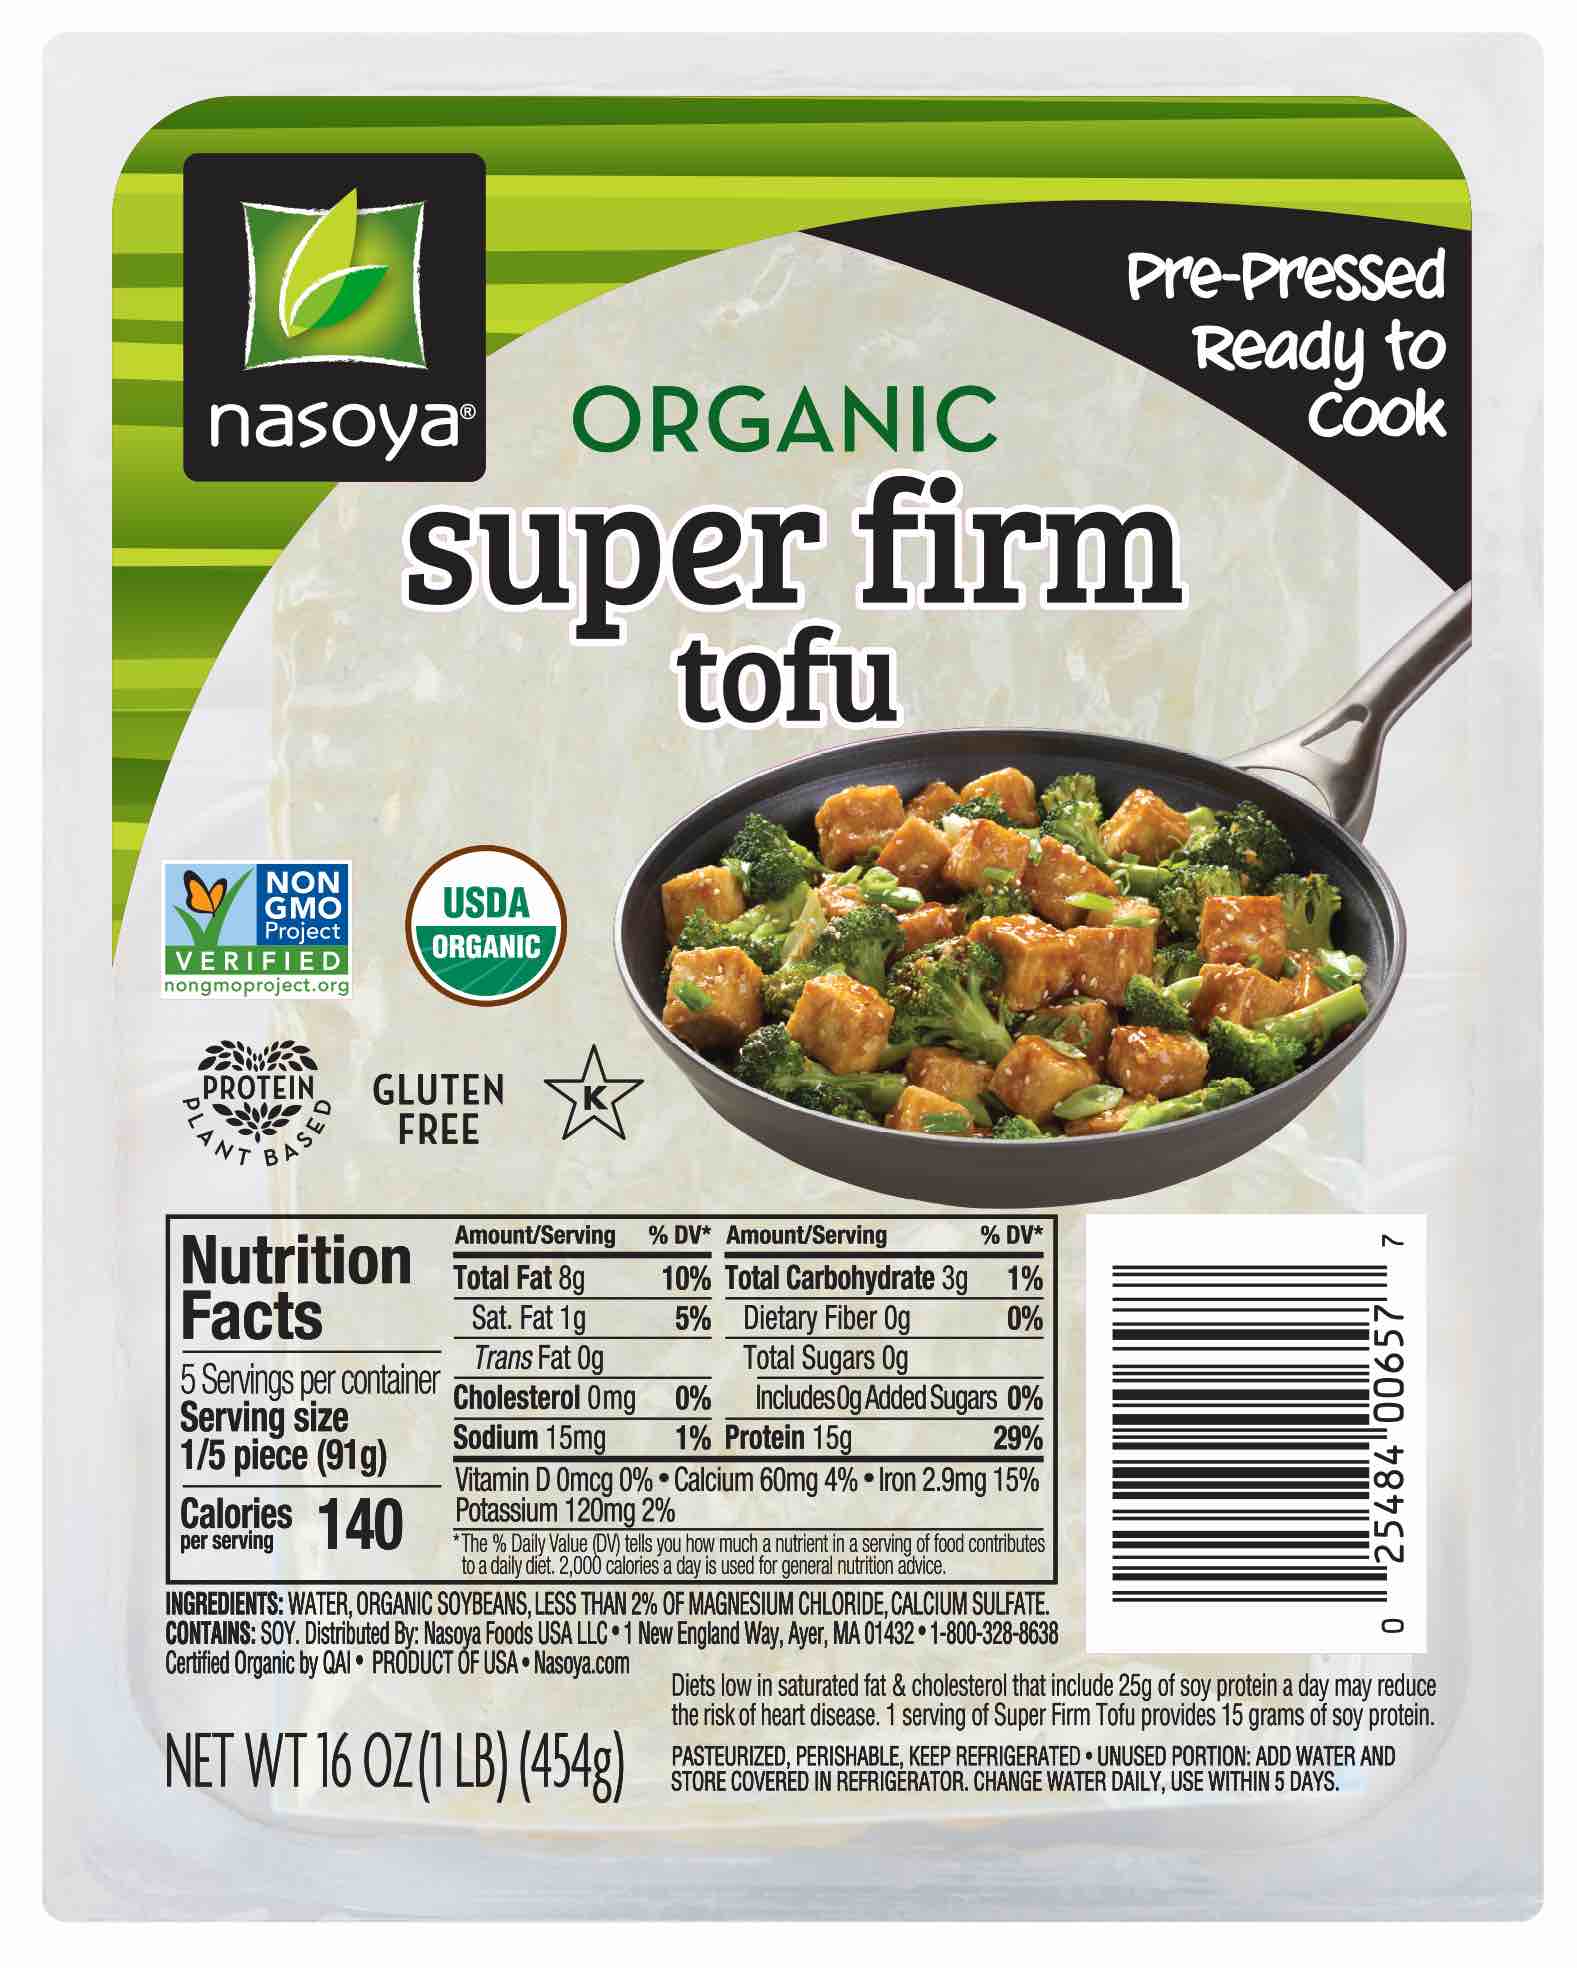 nasoya®
Pre-Pressed
Ready to
Cook
ORGANIC
super firm
tofu
NON
GMO
Project
VERIFIED
nongmoproject.org
USDA
ORGANIC
PROTEIN
PLANT BASED
GLUTEN
FREE
K
Nutrition
Facts
5 Servings per container
Serving size
1/5 piece (91g)
Calories
per serving
140
Amount/Serving % DV*
Total Fat 8g 10%
Sat. Fat 1g 5%
Trans Fat 0g
Cholesterol 0mg 0%
Sodium 15mg 1%
Amount/Serving % DV*
Total Carbohydrate 3g 1%
Dietary Fiber 0g 0%
Total Sugars 0g
Includes 0g Added Sugars 0%
Protein 15g 29%
Vitamin D 0mcg 0% • Calcium 60mg 4% • Iron 2.9mg 15%
Potassium 120mg 2%
*The % Daily Value (DV) tells you how much a nutrient in a serving of food contributes
to a daily diet. 2,000 calories a day is used for general nutrition advice.
0 25484 00657 7
INGREDIENTS: WATER, ORGANIC SOYBEANS, LESS THAN 2% OF MAGNESIUM CHLORIDE, CALCIUM SULFATE.
CONTAINS: SOY. Distributed By: Nasoya Foods USA LLC • 1 New England Way, Ayer, MA 01432 • 1-800-328-8638
Certified Organic by QAI • PRODUCT OF USA • Nasoya.com
NET WT 16 OZ (1 LB) (454g)
Diets low in saturated fat & cholesterol that include 25g of soy protein a day may reduce
the risk of heart disease. 1 serving of Super Firm Tofu provides 15 grams of soy protein.
PASTEURIZED, PERISHABLE, KEEP REFRIGERATED • UNUSED PORTION: ADD WATER AND
STORE COVERED IN REFRIGERATOR. CHANGE WATER DAILY, USE WITHIN 5 DAYS.